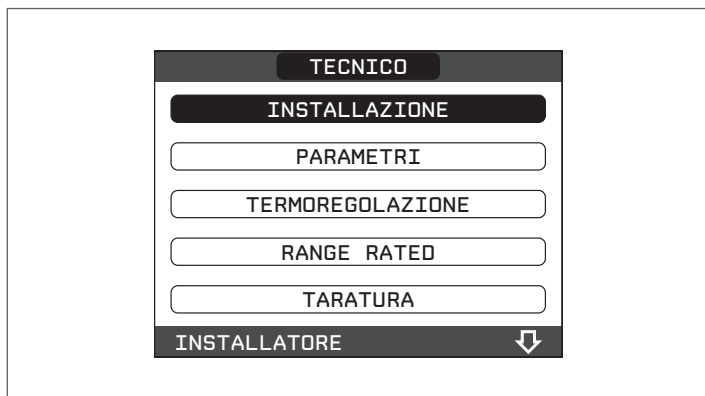 TECNICO
INSTALLAZIONE
PARAMETRI
TERMOREGOLAZIONE
RANGE RATED
TARATURA
INSTALLATORE